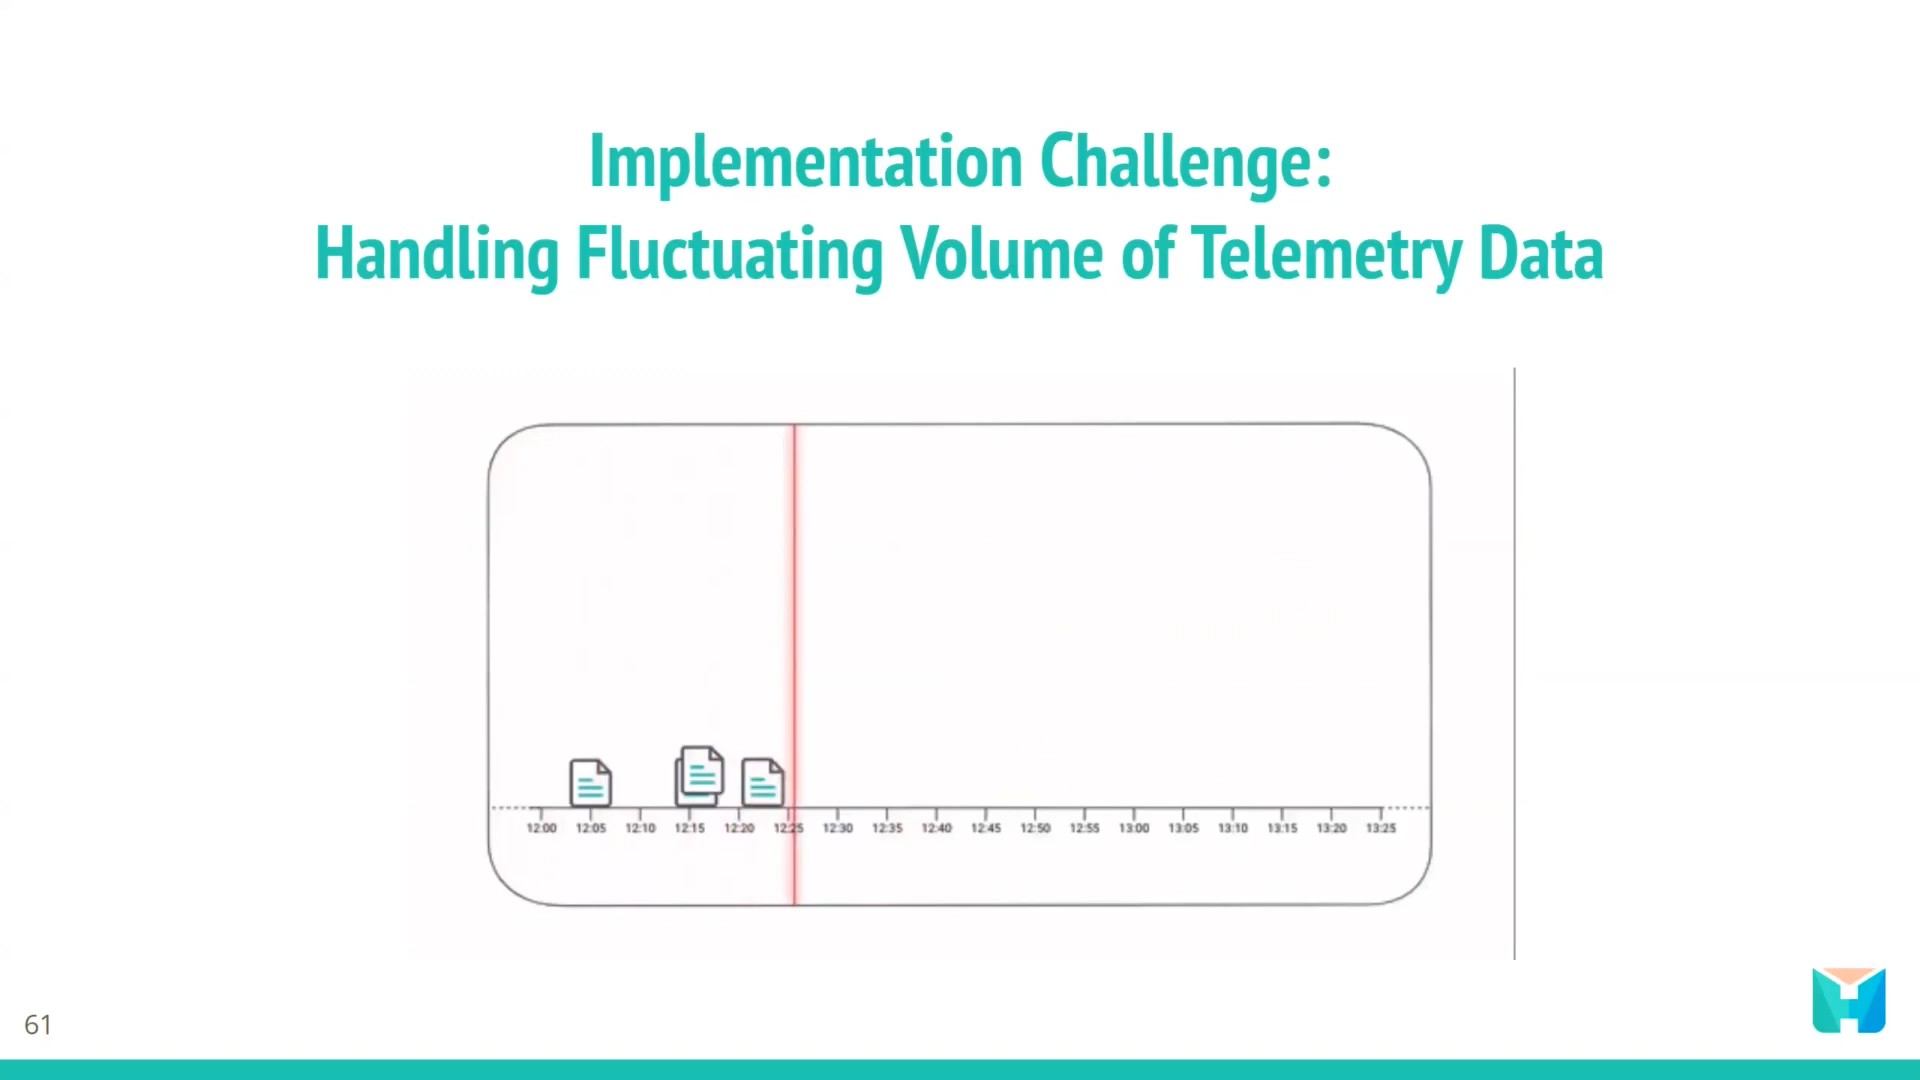 Implementation Challenge:
Handling Fluctuating Volume of Telemetry Data
12:00 12:05 12:10 12:15 12:20 12:25 12:30 12:35 12:40 12:45 12:50 12:55 13:00 13:05 13:10 13:15 13:20 13:25
61